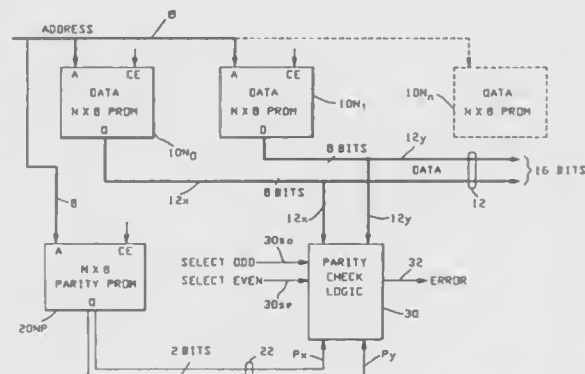 8
ADDRESS
A CE
DATA
N X 8 PROM
Q
10N0
A CE
DATA
N X 8 PROM
Q
10N1
10Nn
DATA
N X 8 PROM
8 BITS
12y
DATA
16 BITS
12x
8 BITS
12
12x
12y
8
A CE
N X 8
PARITY PROM
Q
20NP
SELECT ODD
30so
SELECT EVEN
30se
PARITY
CHECK
LOGIC
32
ERROR
30
2 BITS
22
Px
Py